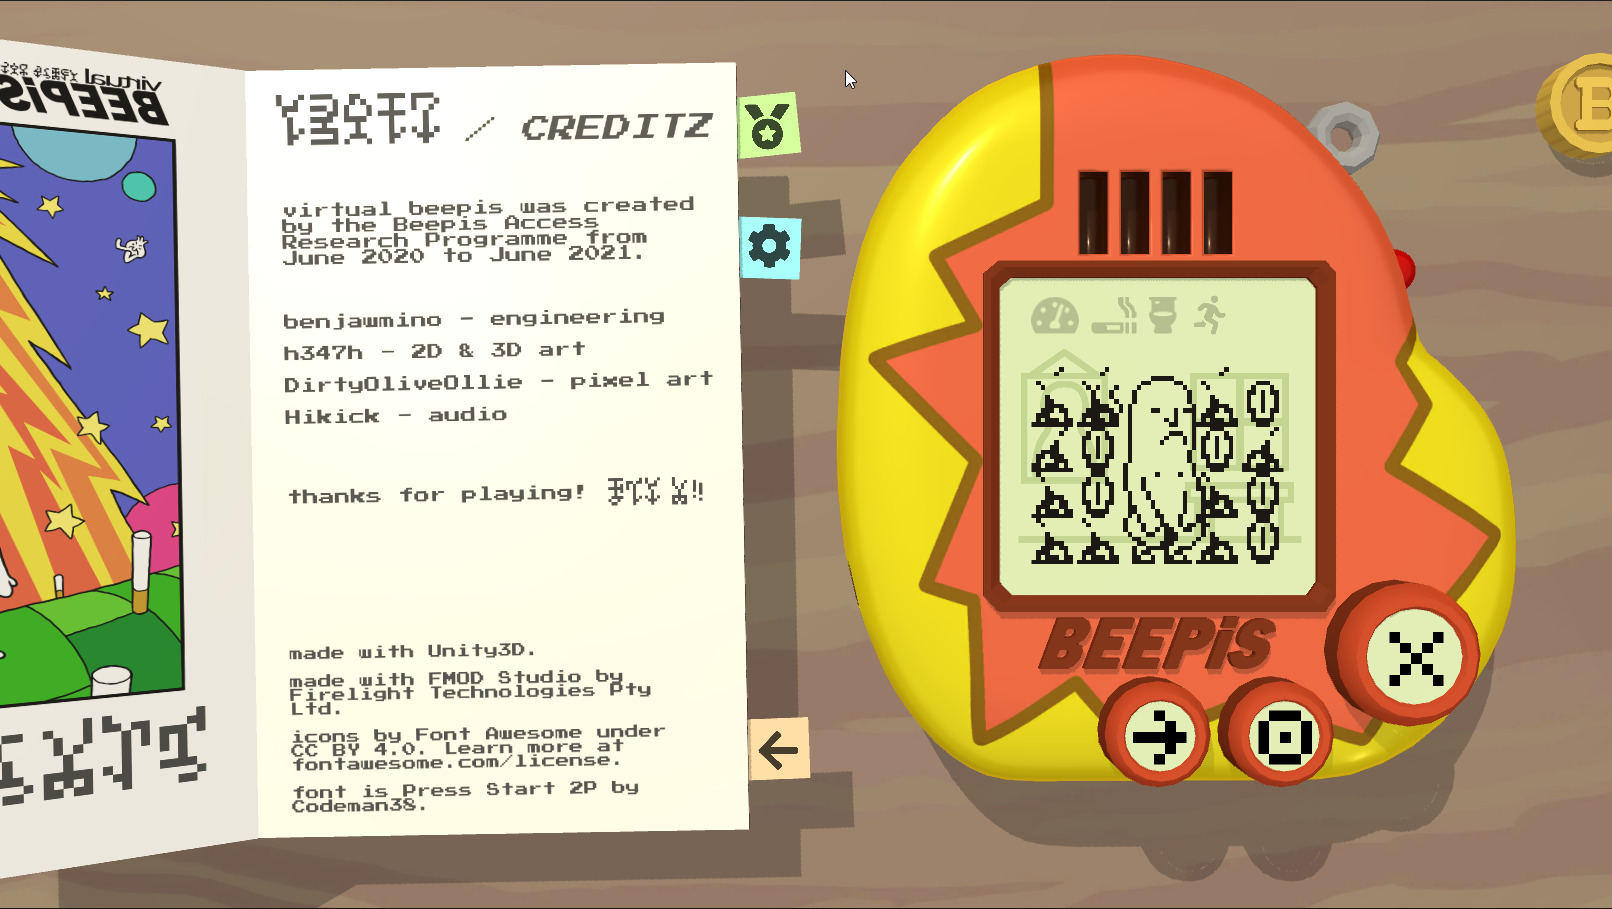 virtual
BEEPiS
/ CREDITZ
virtual beepis was created
by the Beepis Access
Research Programme from
June 2020 to June 2021.
benjawmino - engineering
h347h - 2D & 3D art
DirtyOliveOllie - pixel art
Hikick - audio
thanks for playing! !!
made with Unity3D.
made with FMOD Studio by
Firelight Technologies Pty
Ltd.
icons by Font Awesome under
CC BY 4.0. Learn more at
fontawesome.com/license.
font is Press Start 2P by
Codeman38.
BEEPiS
B